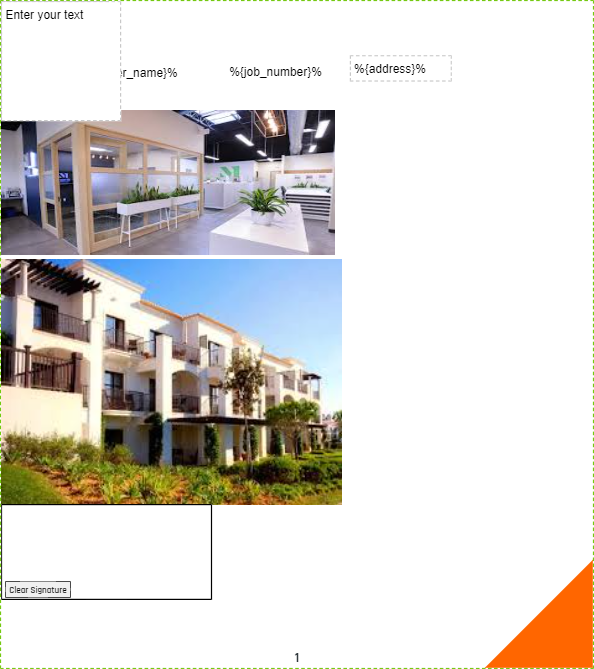 Enter your text
er_name}%
%{job_number}%
%{address}%
Clear Signature
1